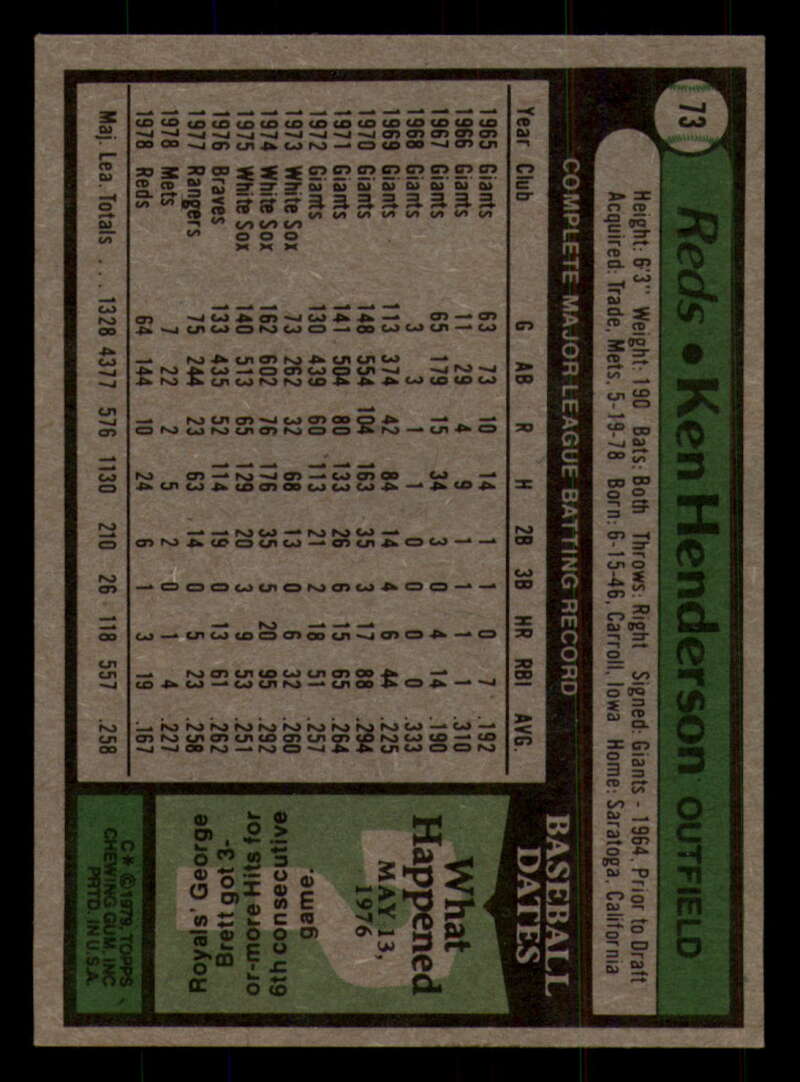 73
Reds • Ken Henderson OUTFIELD
Height: 6'3" Weight: 190 Bats: Both Throws: Right Signed: Giants - 1964, Prior to Draft
Acquired: Trade, Mets, 5-19-78 Born: 6-15-46, Carroll, Iowa Home: Saratoga, California
COMPLETE MAJOR LEAGUE BATTING RECORD
Year Club G AB R H 2B 3B HR RBI AVG.
1965 Giants 63 73 10 14 1 1 0 7 .192
1966 Giants 11 29 4 9 1 1 1 1 .310
1967 Giants 65 179 15 34 3 0 4 14 .190
1968 Giants 3 3 1 1 0 0 0 0 .333
1969 Giants 113 374 42 84 14 4 6 44 .225
1970 Giants 148 554 104 163 35 3 17 88 .294
1971 Giants 141 504 80 133 26 6 15 65 .264
1972 Giants 130 439 60 113 21 2 18 51 .257
1973 White Sox 73 262 32 68 13 0 6 32 .260
1974 White Sox 162 602 76 176 35 5 20 95 .292
1975 White Sox 140 513 65 129 20 3 9 53 .251
1976 Braves 133 435 52 114 19 0 13 61 .262
1977 Rangers 75 244 23 63 14 0 5 23 .258
1978 Mets 7 22 2 5 2 0 1 4 .227
1978 Reds 64 144 10 24 6 1 3 19 .167
Maj. Lea. Totals . . . 1328 4377 576 1130 210 26 118 557 .258
BASEBALL
DATES
What
Happened
MAY 13,
1976
Royals' George
Brett got 3-
or-more Hits for
6th consecutive
game.
C* © 1979, TOPPS
CHEWING GUM, INC.
PRTD. IN U.S.A.